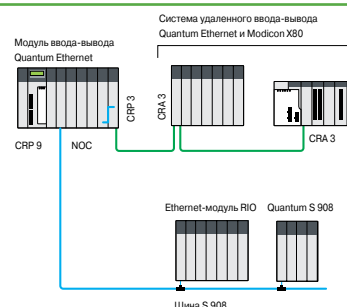 Система удаленного ввода-вывода
Quantum Ethernet и Modicon X80
Модуль ввода-вывода
Quantum Ethernet
CRP 3
CRA 3
CRP 9
NOC
CRA 3
Ethernet-модуль RIO
Quantum S 908
Шина S 908